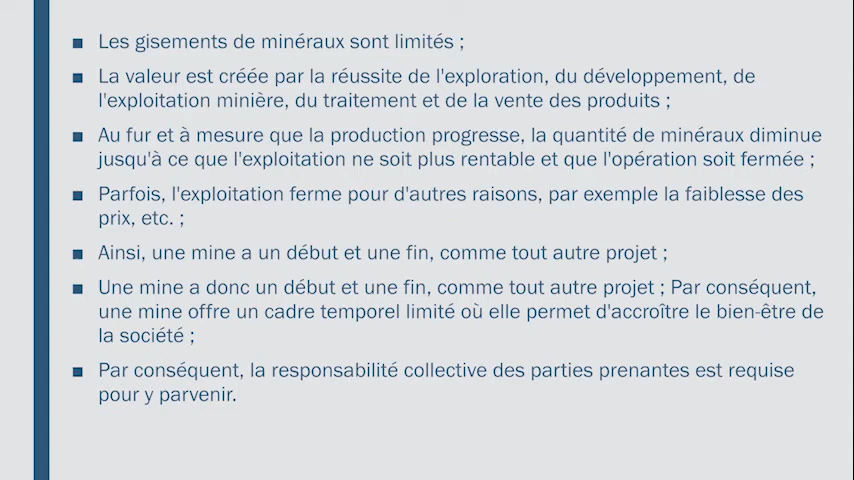 ■ Les gisements de minéraux sont limités ;
■ La valeur est créée par la réussite de l'exploration, du développement, de
l'exploitation minière, du traitement et de la vente des produits ;
■ Au fur et à mesure que la production progresse, la quantité de minéraux diminue
jusqu'à ce que l'exploitation ne soit plus rentable et que l'opération soit fermée ;
■ Parfois, l'exploitation ferme pour d'autres raisons, par exemple la faiblesse des
prix, etc. ;
■ Ainsi, une mine a un début et une fin, comme tout autre projet ;
■ Une mine a donc un début et une fin, comme tout autre projet ; Par conséquent,
une mine offre un cadre temporel limité où elle permet d'accroître le bien-être de
la société ;
■ Par conséquent, la responsabilité collective des parties prenantes est requise
pour y parvenir.